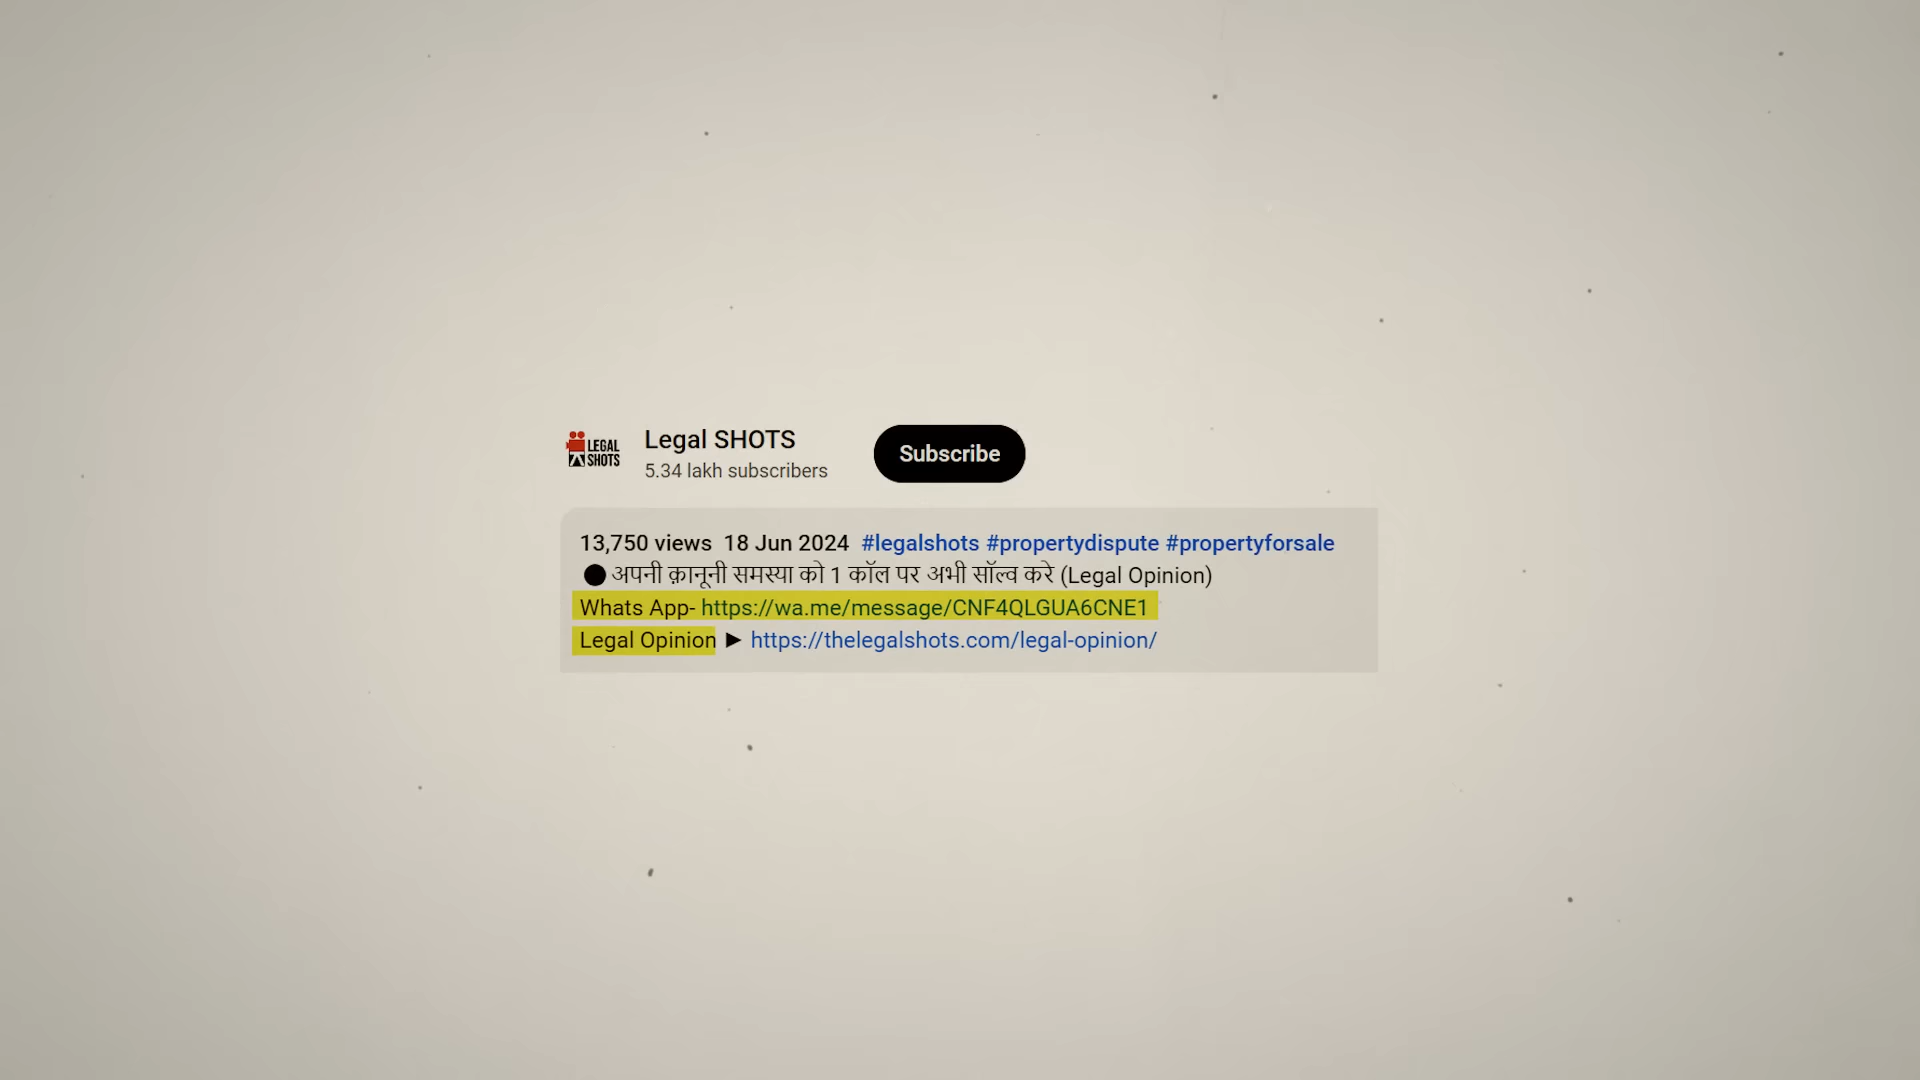 LEGAL
SHOTS
Legal SHOTS
5.34 lakh subscribers
Subscribe
13,750 views 18 Jun 2024 #legalshots #propertydispute #propertyforsale
●अपनी क़ानूनी समस्या को 1 कॉल पर अभी सॉल्व करे (Legal Opinion)
Whats App- https://wa.me/message/CNF4QLGUA6CNE1
Legal Opinion ► https://thelegalshots.com/legal-opinion/